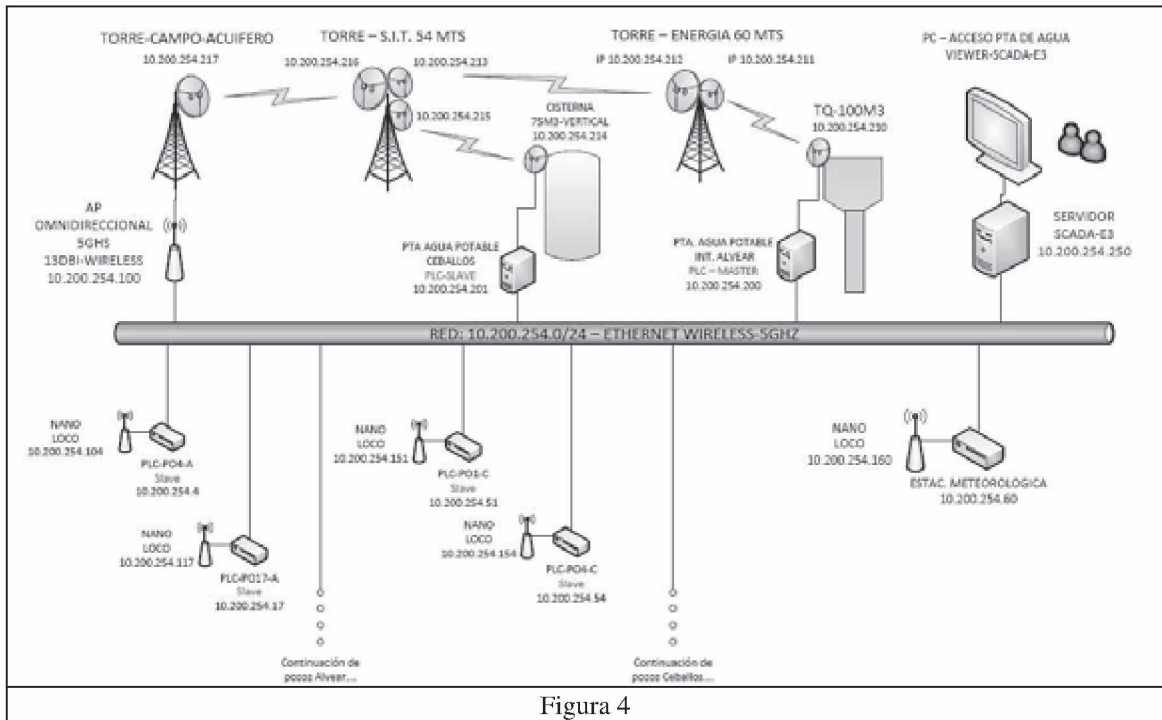 TORRE-CAMPO-ACUIFERO
10.200.254.217
TORRE – S.I.T. 54 MTS
10.200.254.216
10.200.254.213
10.200.254.215
TORRE – ENERGIA 60 MTS
IP 10.200.254.212
IP 10.200.254.211
PC – ACCESO PTA DE AGUA
VIEWER-SCADA-E3
CISTERNA
75M3-VERTICAL
10.200.254.214
TQ-100M3
10.200.254.210
AP
OMNIDIRECCIONAL
5GHS
13DBI-WIRELESS
10.200.254.100
PTA AGUA POTABLE
CEBALLOS
PLC-SLAVE
10.200.254.201
PTA. AGUA POTABLE
INT. ALVEAR
PLC – MASTER
10.200.254.200
SERVIDOR
SCADA-E3
10.200.254.250
RED: 10.200.254.0/24 – ETHERNET WIRELESS-5GHZ
NANO
LOCO
10.200.254.104
PLC-PO4-A
Slave
10.200.254.4
NANO
LOCO
10.200.254.117
PLC-PO17-A
Slave
10.200.254.17
NANO
LOCO
10.200.254.151
PLC-PO1-C
Slave
10.200.254.51
NANO
LOCO
10.200.254.154
PLC-PO4-C
Slave
10.200.254.54
NANO
LOCO
10.200.254.160
ESTAC. METEOROLOGICA
10.200.254.60
Continuación de
pozos Alvear....
Continuación de
pozos Ceballos....
Figura 4